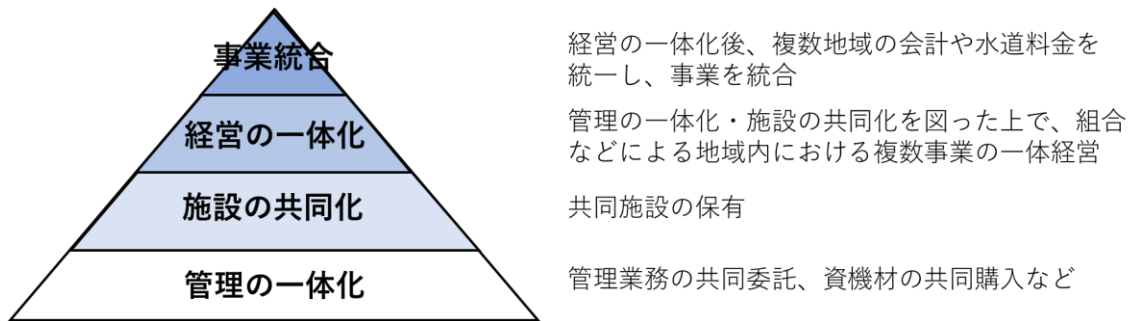 事業統合
経営の一体化後、複数地域の会計や水道料金を
統一し、事業を統合
経営の一体化
管理の一体化・施設の共同化を図った上で、組合
などによる地域内における複数事業の一体経営
施設の共同化
共同施設の保有
管理の一体化
管理業務の共同委託、資機材の共同購入など